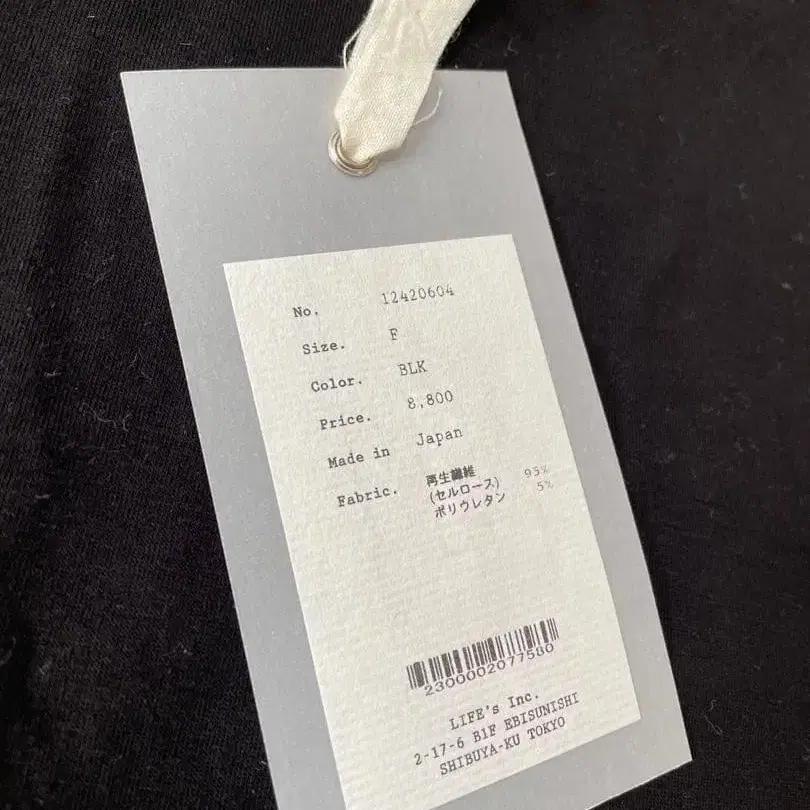 No. 12420604
Size. F
Color. BLK
Price. 8,800
Made in Japan
Fabric. 再生繊維 95%
(セルロース) 5%
ポリウレタン
2300002077580
LIFE's Inc.
2-17-6 B1F EBISUNISHI
SHIBUYA-KU TOKYO